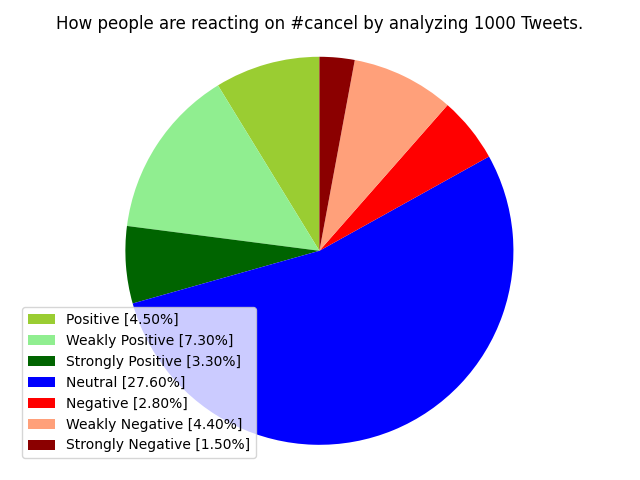 How people are reacting on #cancel by analyzing 1000 Tweets.
Positive [4.50%]
Weakly Positive [7.30%]
Strongly Positive [3.30%]
Neutral [27.60%]
Negative [2.80%]
Weakly Negative [4.40%]
Strongly Negative [1.50%]